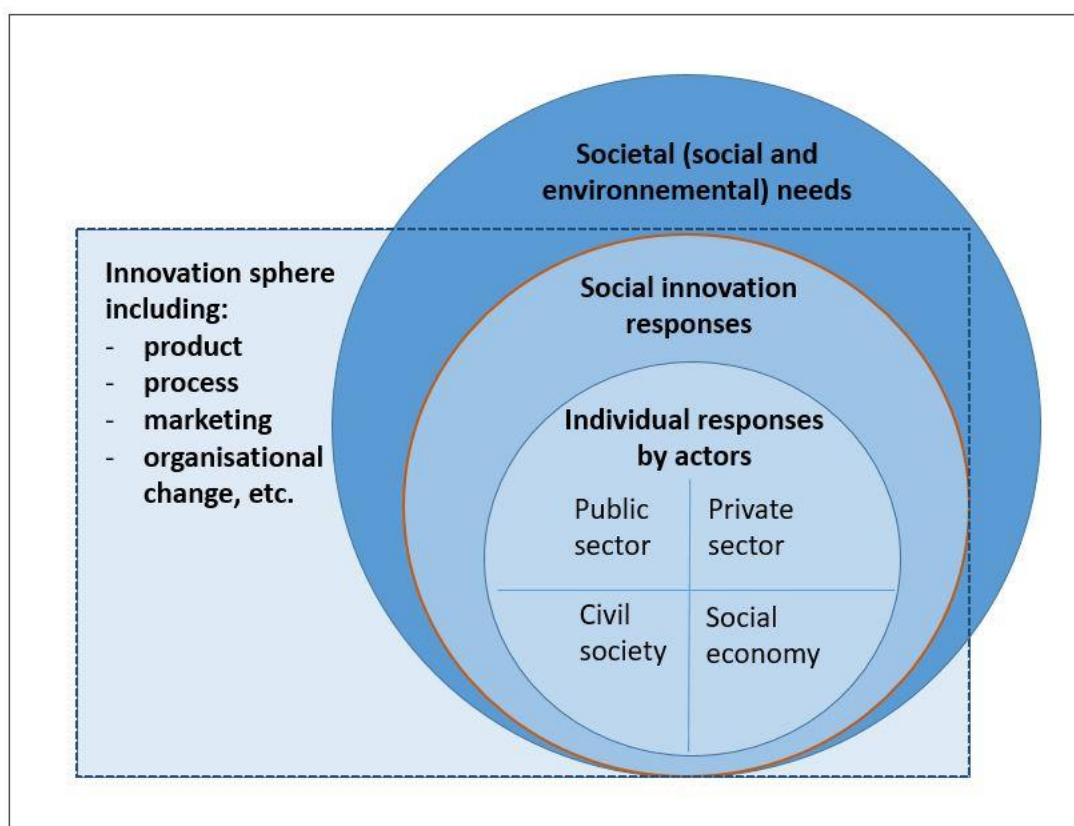 Societal (social and
environnemental) needs
Innovation sphere
including:
- product
- process
- marketing
- organisational
change, etc.
Social innovation
responses
Individual responses
by actors
Public
sector
Private
sector
Civil
society
Social
economy